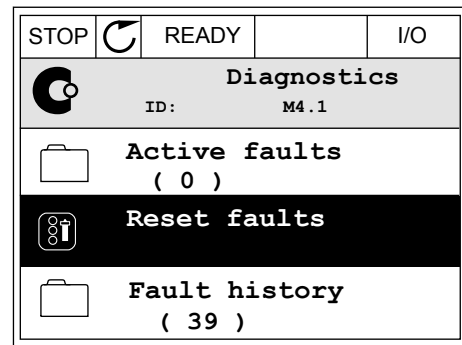 STOP READY I/O
Diagnostics
ID: M4.1
Active faults
( 0 )
Reset faults
Fault history
( 39 )